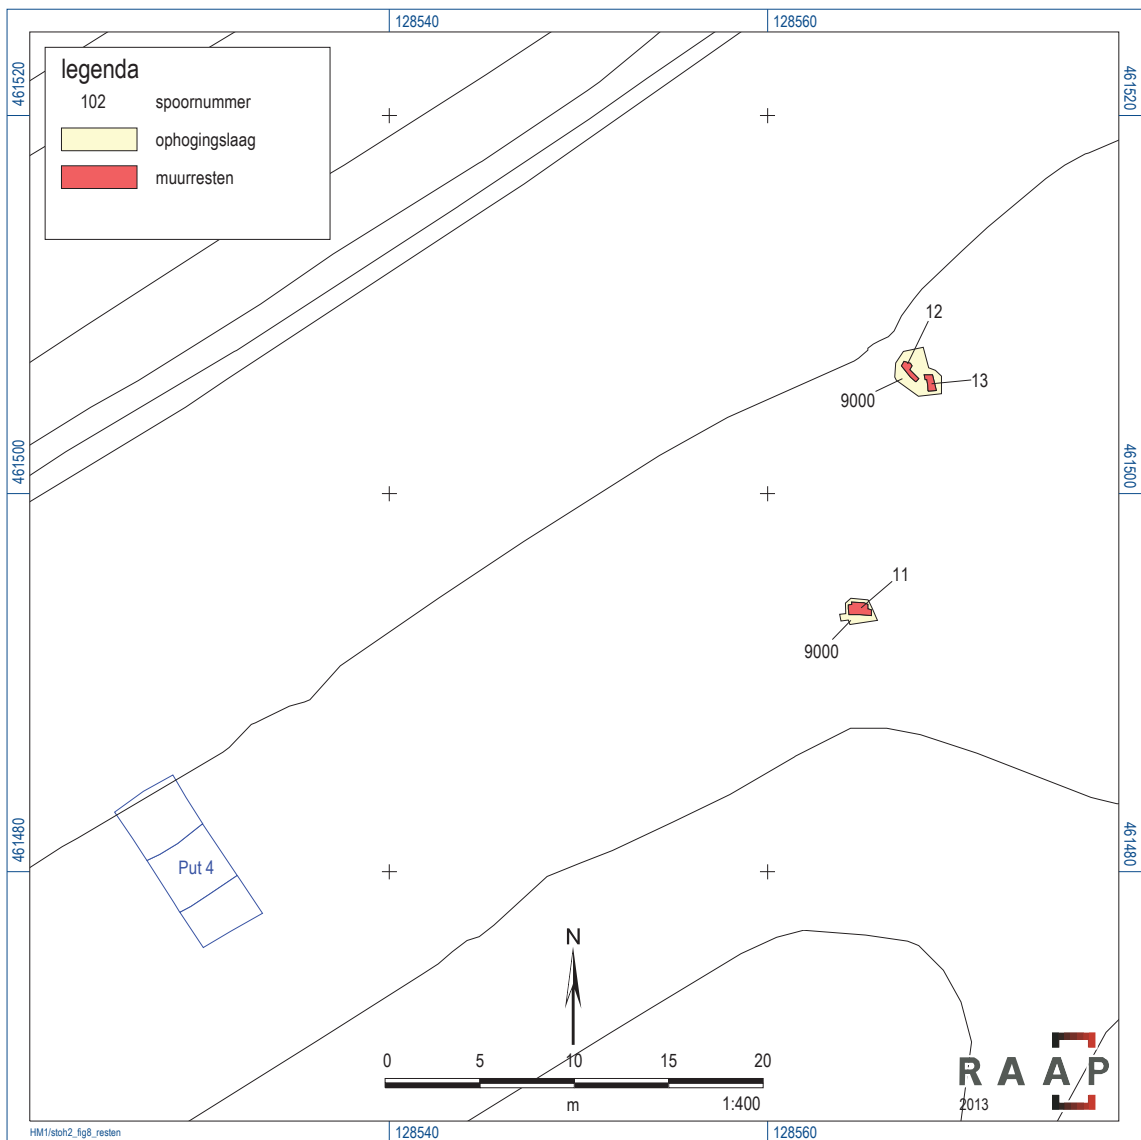 128540
128560
461520
461520
legenda
102 spoornummer
ophogingslaag
muurresten
12
13
9000
461500
461500
11
9000
461480
461480
Put 4
N
0 5 10 15 20
m 1:400
RAAP
2013
HM1/stoh2_fig8_resten
128540
128560